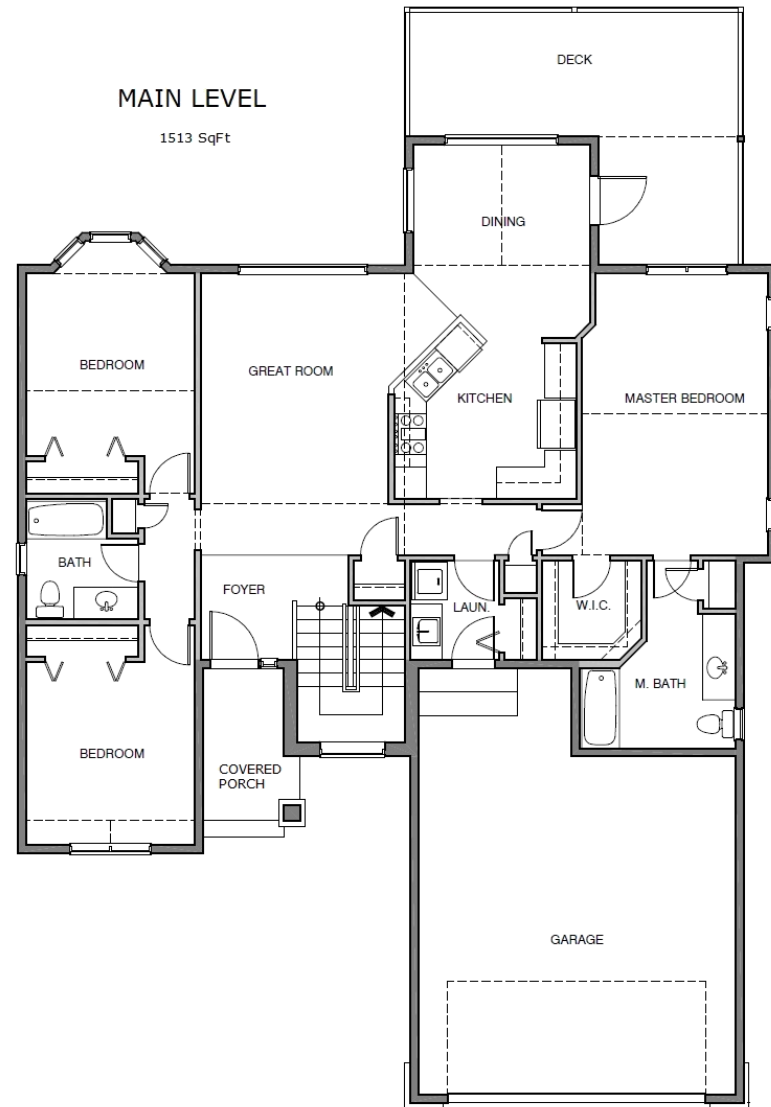 DECK
MAIN LEVEL
1513 SqFt
DINING
BEDROOM
GREAT ROOM
KITCHEN
MASTER BEDROOM
BATH
FOYER
LAUN.
W.I.C.
M. BATH
BEDROOM
COVERED
PORCH
GARAGE